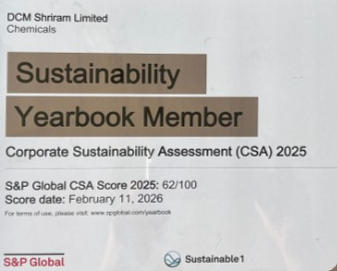 DCM Shriram Limited
Chemicals
Sustainability
Yearbook Member
Corporate Sustainability Assessment (CSA) 2025
S&P Global CSA Score 2025: 62/100
Score date: February 11, 2026
For terms of use, please visit: www.spglobal.com/yearbook
S&P Global
Sustainable1